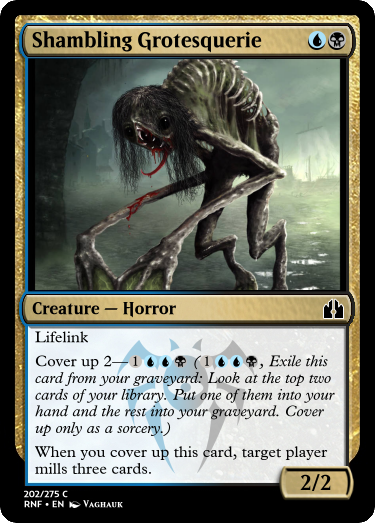 Shambling Grotesquerie
Creature — Horror
Lifelink
Cover up 2—1UUB (1UUB, Exile this
card from your graveyard: Look at the top two
cards of your library. Put one of them into your
hand and the rest into your graveyard. Cover
up only as a sorcery.)
When you cover up this card, target player
mills three cards.
2/2
202/275 C
RNF • EN Vaghauk